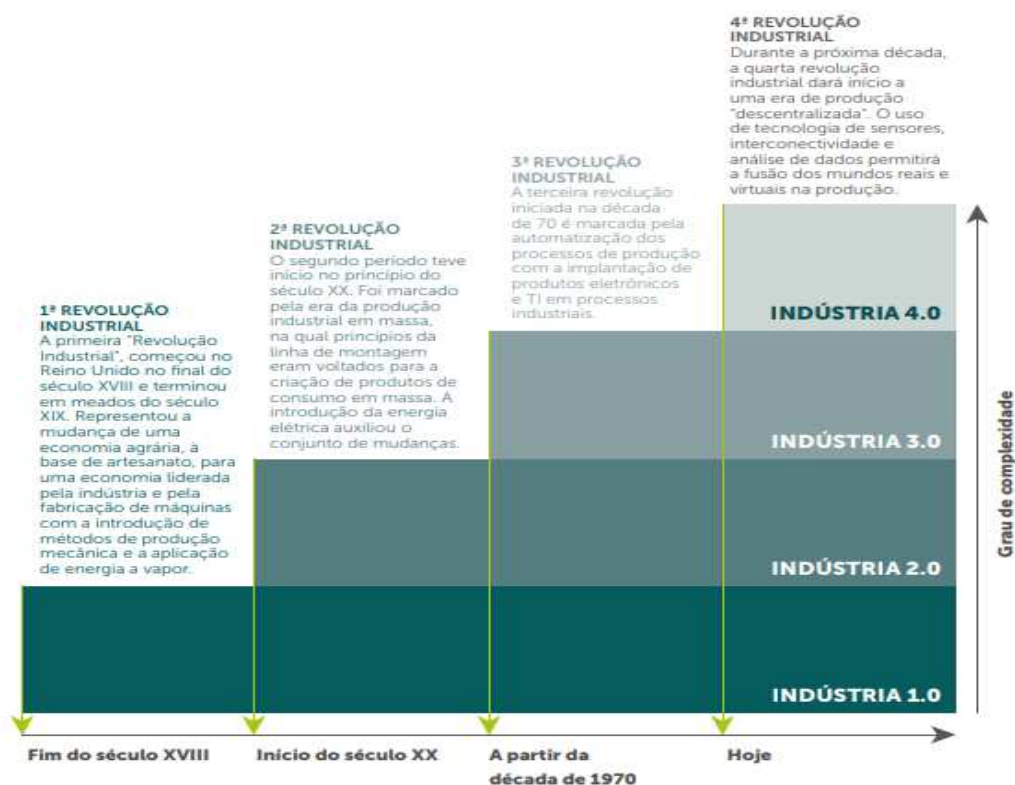 1ª REVOLUÇÃO
INDUSTRIAL
A primeira "Revolução
Industrial", começou no
Reino Unido no final do
século XVIII e terminou
em meados do século
XIX. Representou a
mudança de uma
economia agrária, à
base de artesanato, para
uma economia liderada
pela indústria e pela
fabricação de máquinas
com a introdução de
métodos de produção
mecânica e a aplicação
de energia a vapor.
2ª REVOLUÇÃO
INDUSTRIAL
O segundo período teve
início no princípio do
século XX. Foi marcado
pela era da produção
industrial em massa,
na qual princípios da
linha de montagem
eram voltados para a
criação de produtos de
consumo em massa. A
introdução da energia
elétrica auxiliou o
conjunto de mudanças.
3ª REVOLUÇÃO
INDUSTRIAL
A terceira revolução
iniciada na década
de 70 é marcada pela
automatização dos
processos de produção
com a implantação de
produtos eletrônicos
e TI em processos
industriais.
4ª REVOLUÇÃO
INDUSTRIAL
Durante a próxima década,
a quarta revolução
industrial dará início a
uma era de produção
"descentralizada". O uso
de tecnologia de sensores,
interconectividade e
análise de dados permitirá
a fusão dos mundos reais e
virtuais na produção.
INDÚSTRIA 4.0
INDÚSTRIA 3.0
INDÚSTRIA 2.0
INDÚSTRIA 1.0
Grau de complexidade
Fim do século XVIII
Início do século XX
A partir da
década de 1970
Hoje